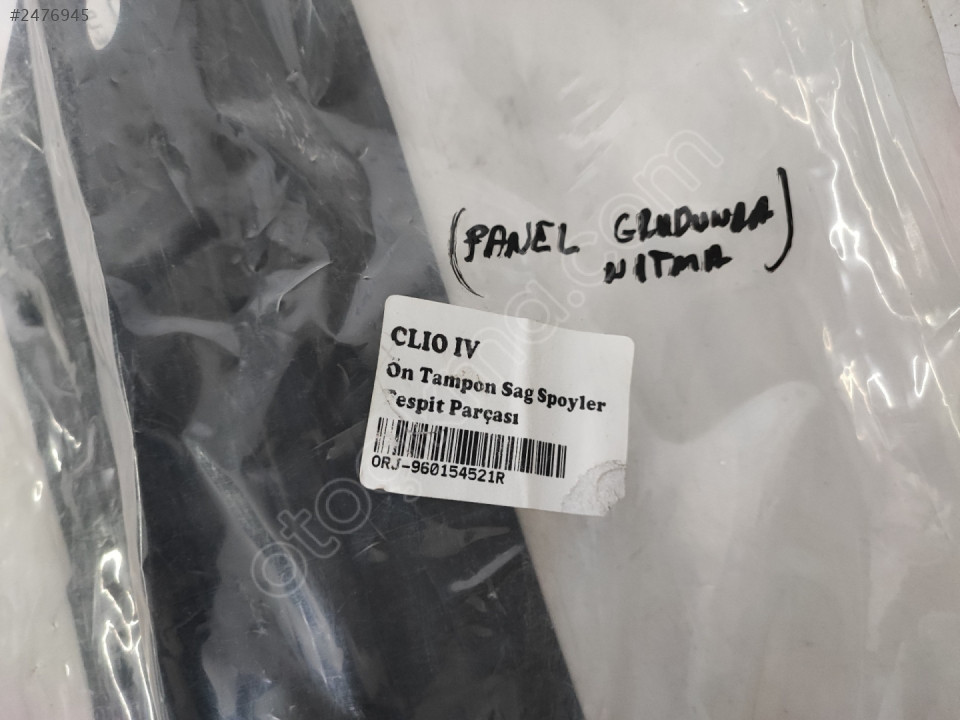 #2476945
(PANEL
CLIO IV
Ön Tampon Sag Spoyler
Tespit Parçası
ORJ-960154521R